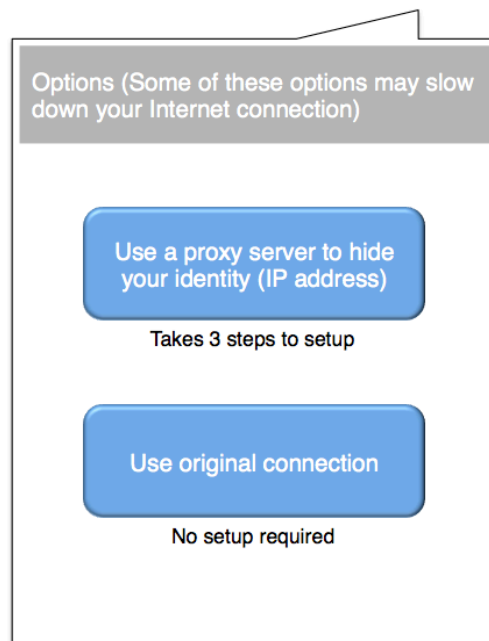 Options (Some of these options may slow
down your Internet connection)
Use a proxy server to hide
your identity (IP address)
Takes 3 steps to setup
Use original connection
No setup required